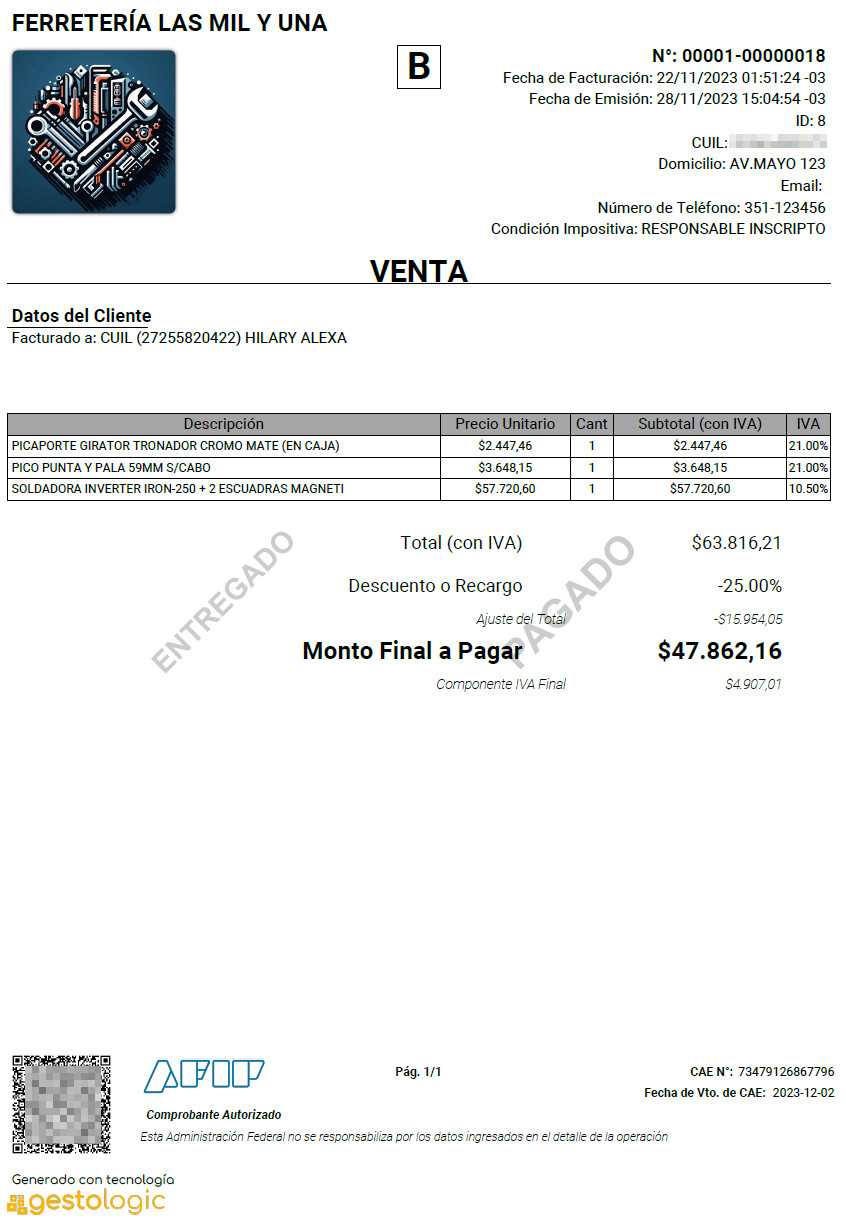 FERRETERÍA LAS MIL Y UNA
B
N°: 00001-00000018
Fecha de Facturación: 22/11/2023 01:51:24 -03
Fecha de Emisión: 28/11/2023 15:04:54 -03
ID: 8
CUIL:
Domicilio: AV.MAYO 123
Email:
Número de Teléfono: 351-123456
Condición Impositiva: RESPONSABLE INSCRIPTO
VENTA
Datos del Cliente
Facturado a: CUIL (27255820422) HILARY ALEXA
Descripción Precio Unitario Cant Subtotal (con IVA) IVA
PICAPORTE GIRATOR TRONADOR CROMO MATE (EN CAJA) $2.447,46 1 $2.447,46 21.00%
PICO PUNTA Y PALA 59MM S/CABO $3.648,15 1 $3.648,15 21.00%
SOLDADORA INVERTER IRON-250 + 2 ESCUADRAS MAGNETI $57.720,60 1 $57.720,60 10.50%
Total (con IVA) $63.816,21
Descuento o Recargo -25.00%
Ajuste del Total -$15.954,05
Monto Final a Pagar $47.862,16
Componente IVA Final $4.907,01
ENTREGADO
PAGADO
AFIP
Comprobante Autorizado
Pág. 1/1
CAE N°: 73479126867796
Fecha de Vto. de CAE: 2023-12-02
Esta Administración Federal no se responsabiliza por los datos ingresados en el detalle de la operación
Generado con tecnología
gestologic